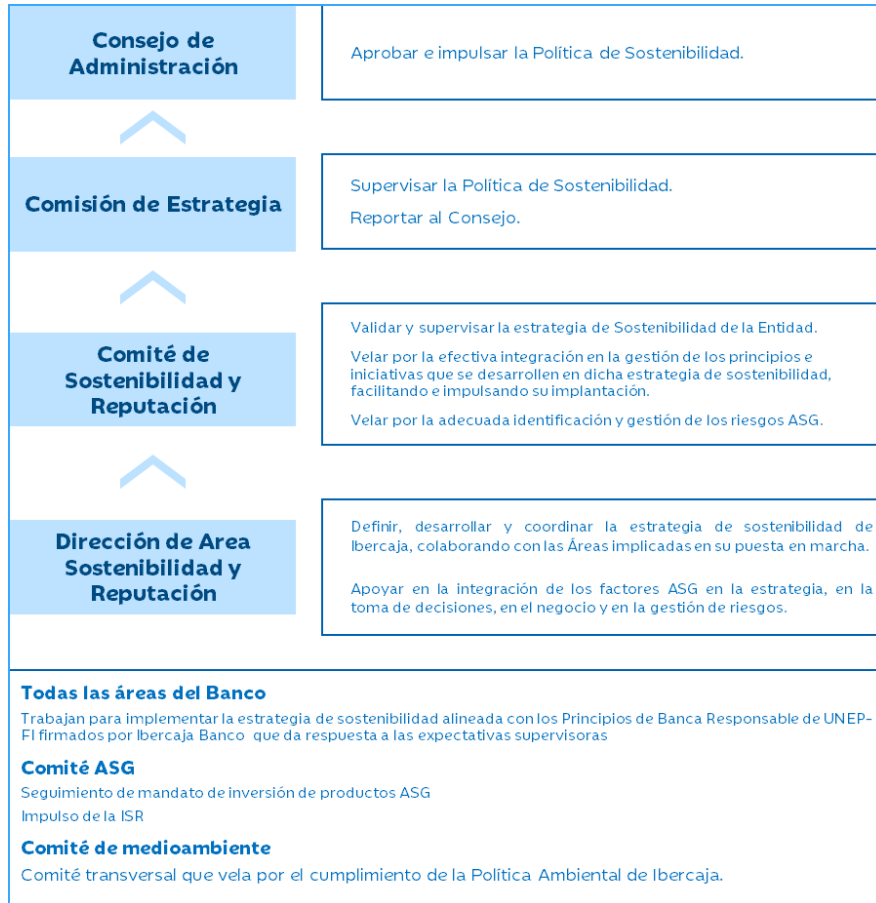 Consejo de
Administración
Aprobar e impulsar la Política de Sostenibilidad.
Comisión de Estrategia
Supervisar la Política de Sostenibilidad.
Reportar al Consejo.
Comité de
Sostenibilidad y
Reputación
Validar y supervisar la estrategia de Sostenibilidad de la Entidad.
Velar por la efectiva integración en la gestión de los principios e
iniciativas que se desarrollen en dicha estrategia de sostenibilidad,
facilitando e impulsando su implantación.
Velar por la adecuada identificación y gestión de los riesgos ASG.
Dirección de Area
Sostenibilidad y
Reputación
Definir, desarrollar y coordinar la estrategia de sostenibilidad de
Ibercaja, colaborando con las Áreas implicadas en su puesta en marcha.
Apoyar en la integración de los factores ASG en la estrategia, en la
toma de decisiones, en el negocio y en la gestión de riesgos.
Todas las áreas del Banco
Trabajan para implementar la estrategia de sostenibilidad alineada con los Principios de Banca Responsable de UNEP-
FI firmados por Ibercaja Banco que da respuesta a las expectativas supervisoras
Comité ASG
Seguimiento de mandato de inversión de productos ASG
Impulso de la ISR
Comité de medioambiente
Comité transversal que vela por el cumplimiento de la Política Ambiental de Ibercaja.